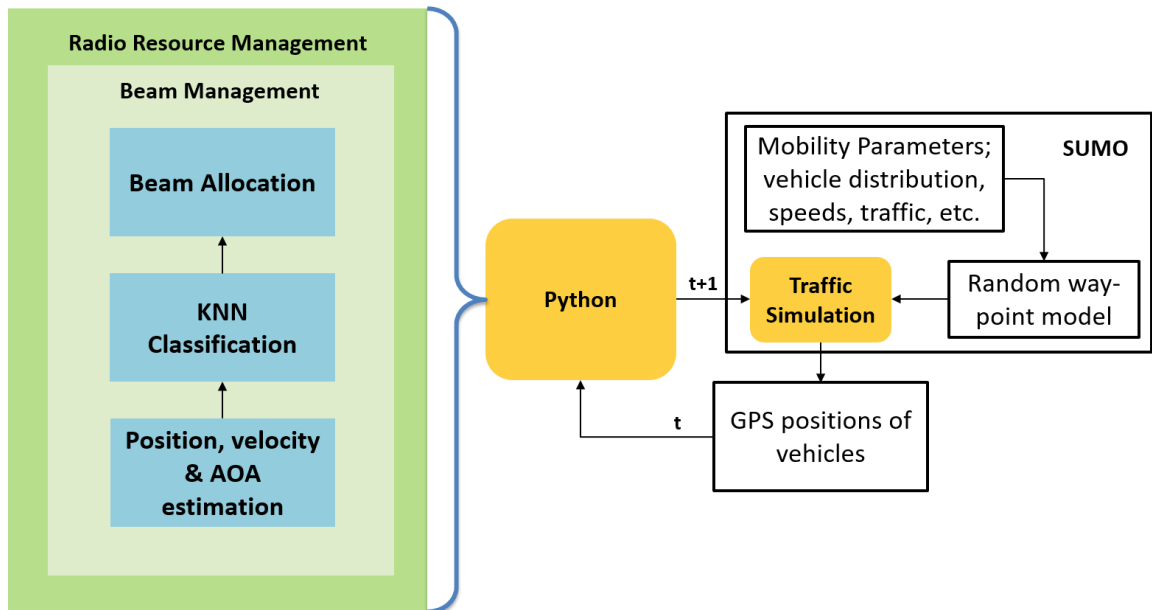 Radio Resource Management
Beam Management
Beam Allocation
KNN
Classification
Position, velocity
& AOA
estimation
Python
t+1
t
SUMO
Mobility Parameters;
vehicle distribution,
speeds, traffic, etc.
Traffic
Simulation
Random way-
point model
GPS positions of
vehicles